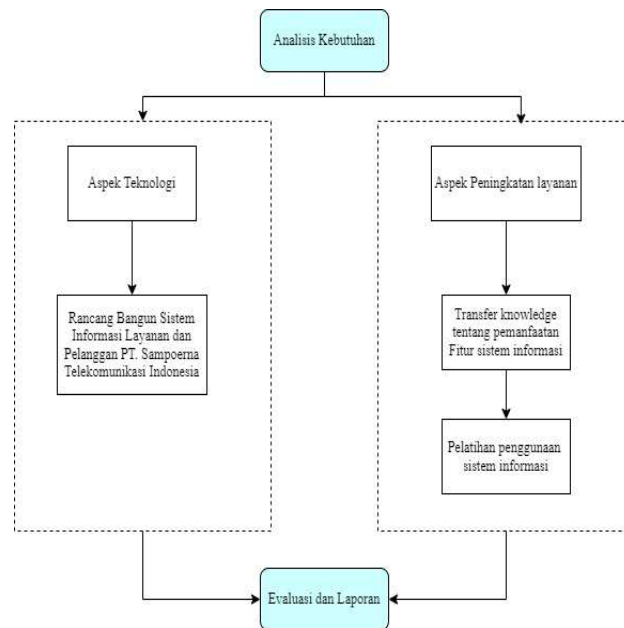 Analisis Kebutuhan
Aspek Teknologi
Rancang Bangun Sistem
Informasi Layanan dan
Pelanggan PT. Sampoerna
Telekomunikasi Indonesia
Aspek Peningkatan layanan
Transfer knowledge
tentang pemanfaatan
Fitur sistem informasi
Pelatihan penggunaan
sistem informasi
Evaluasi dan Laporan